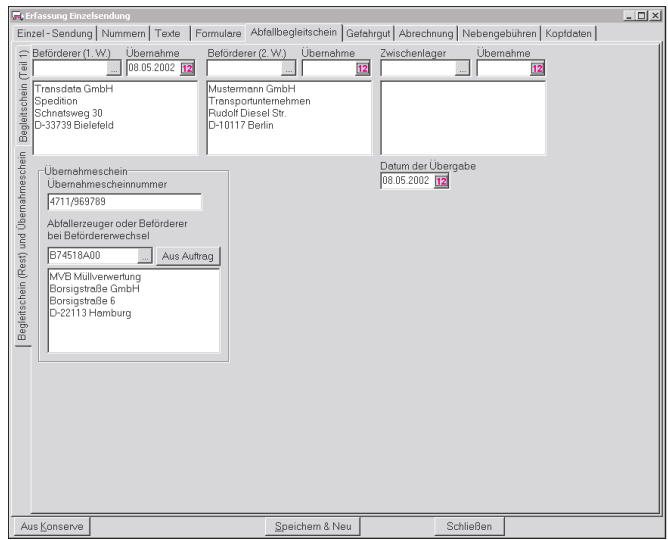 Erfassung Einzelsendung
Einzel-Sendung Nummern Texte Formulare Abfallbegleitschein Gefahrgut Abrechnung Nebengebühren Kopfdaten
Begleitschein (Teil 1)
Begleitschein (Rest) und Übernahmeschein
Beförderer (1. W.) Übernahme Beförderer (2. W.) Übernahme Zwischenlager Übernahme
... 08.05.2002 12 ... 12 ... 12
Transdata GmbH
Spedition
Schnatsweg 30
D-33739 Bielefeld
Mustermann GmbH
Transportunternehmen
Rudolf Diesel Str.
D-10117 Berlin
Datum der Übergabe
08.05.2002 12
Übernahmeschein
Übernahmescheinnummer
4711/969789
Abfallerzeuger oder Beförderer
bei Befördererwechsel
B74518A00 ... Aus Auftrag
MVB Müllverwertung
Borsigstraße GmbH
Borsigstraße 6
D-22113 Hamburg
Aus Konserve Speichern & Neu Schließen